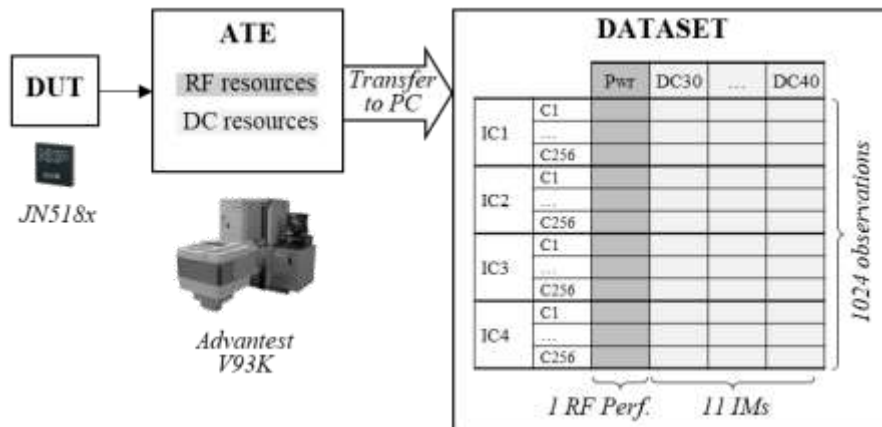 DUT
JN518x
ATE
RF resources
DC resources
Advantest
V93K
Transfer
to PC
DATASET
Pwr DC30 ... DC40
IC1
C1
...
C256
IC2
C1
...
C256
IC3
C1
...
C256
IC4
C1
...
C256
1024 observations
1 RF Perf. 11 IMs